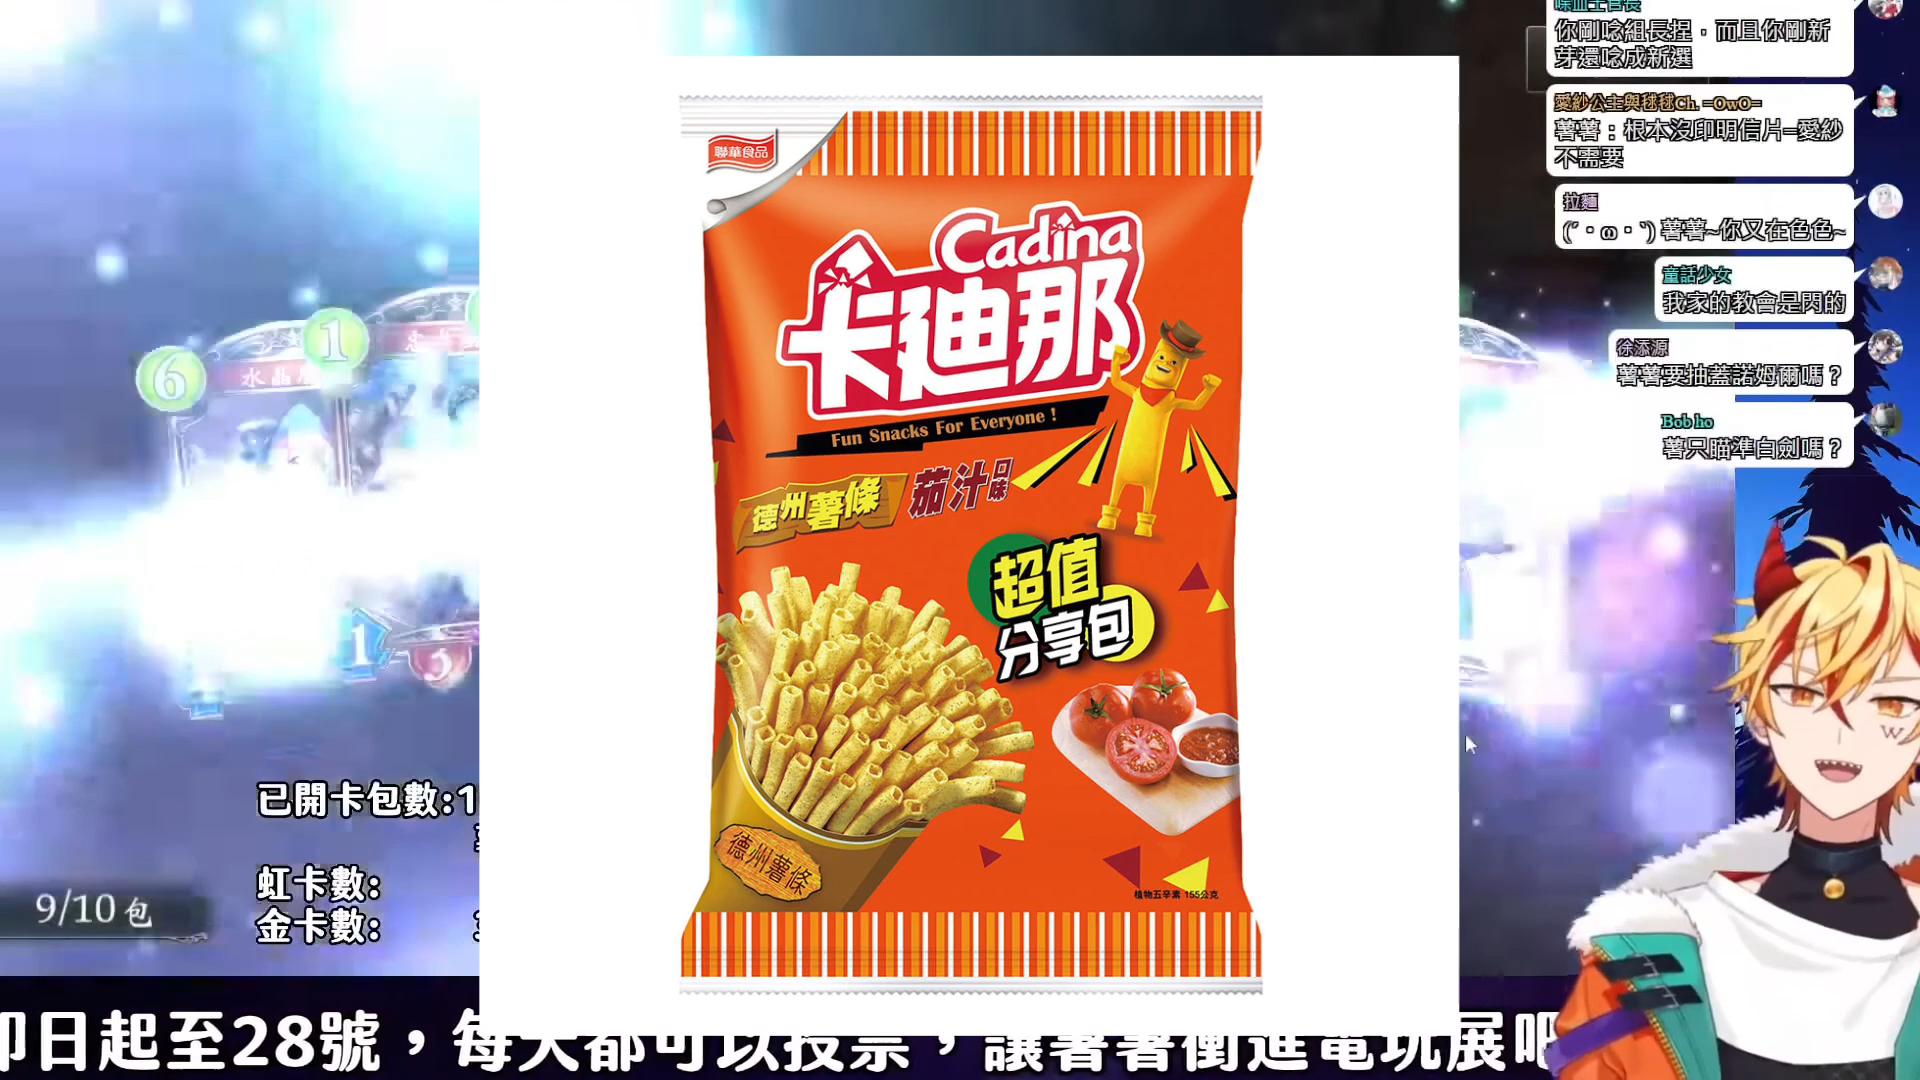 聯華食品
Cadina
卡迪那
Fun Snacks For Everyone !
德州薯條 茄汁口味
超值
分享包
德州薯條
植物五辛素 155公克
6
1
水晶
1
已開卡包數:1
虹卡數:
金卡數:
9/10 包
你剛唸組長捏，而且你剛新
芽還唸成新選
愛紗公主與毬毬Ch. =OwO=
薯薯：根本沒印明信片=愛紗
不需要
拉麵
(´・ω・`) 薯薯~你又在色色~
童話少女
我家的教會是閃的
徐添源
薯薯要抽蓋諾姆爾嗎？
Bob ho
薯只瞄準白劍嗎？
W
即日起至28號，每天都可以投票，讓薯薯衝進電玩展吧